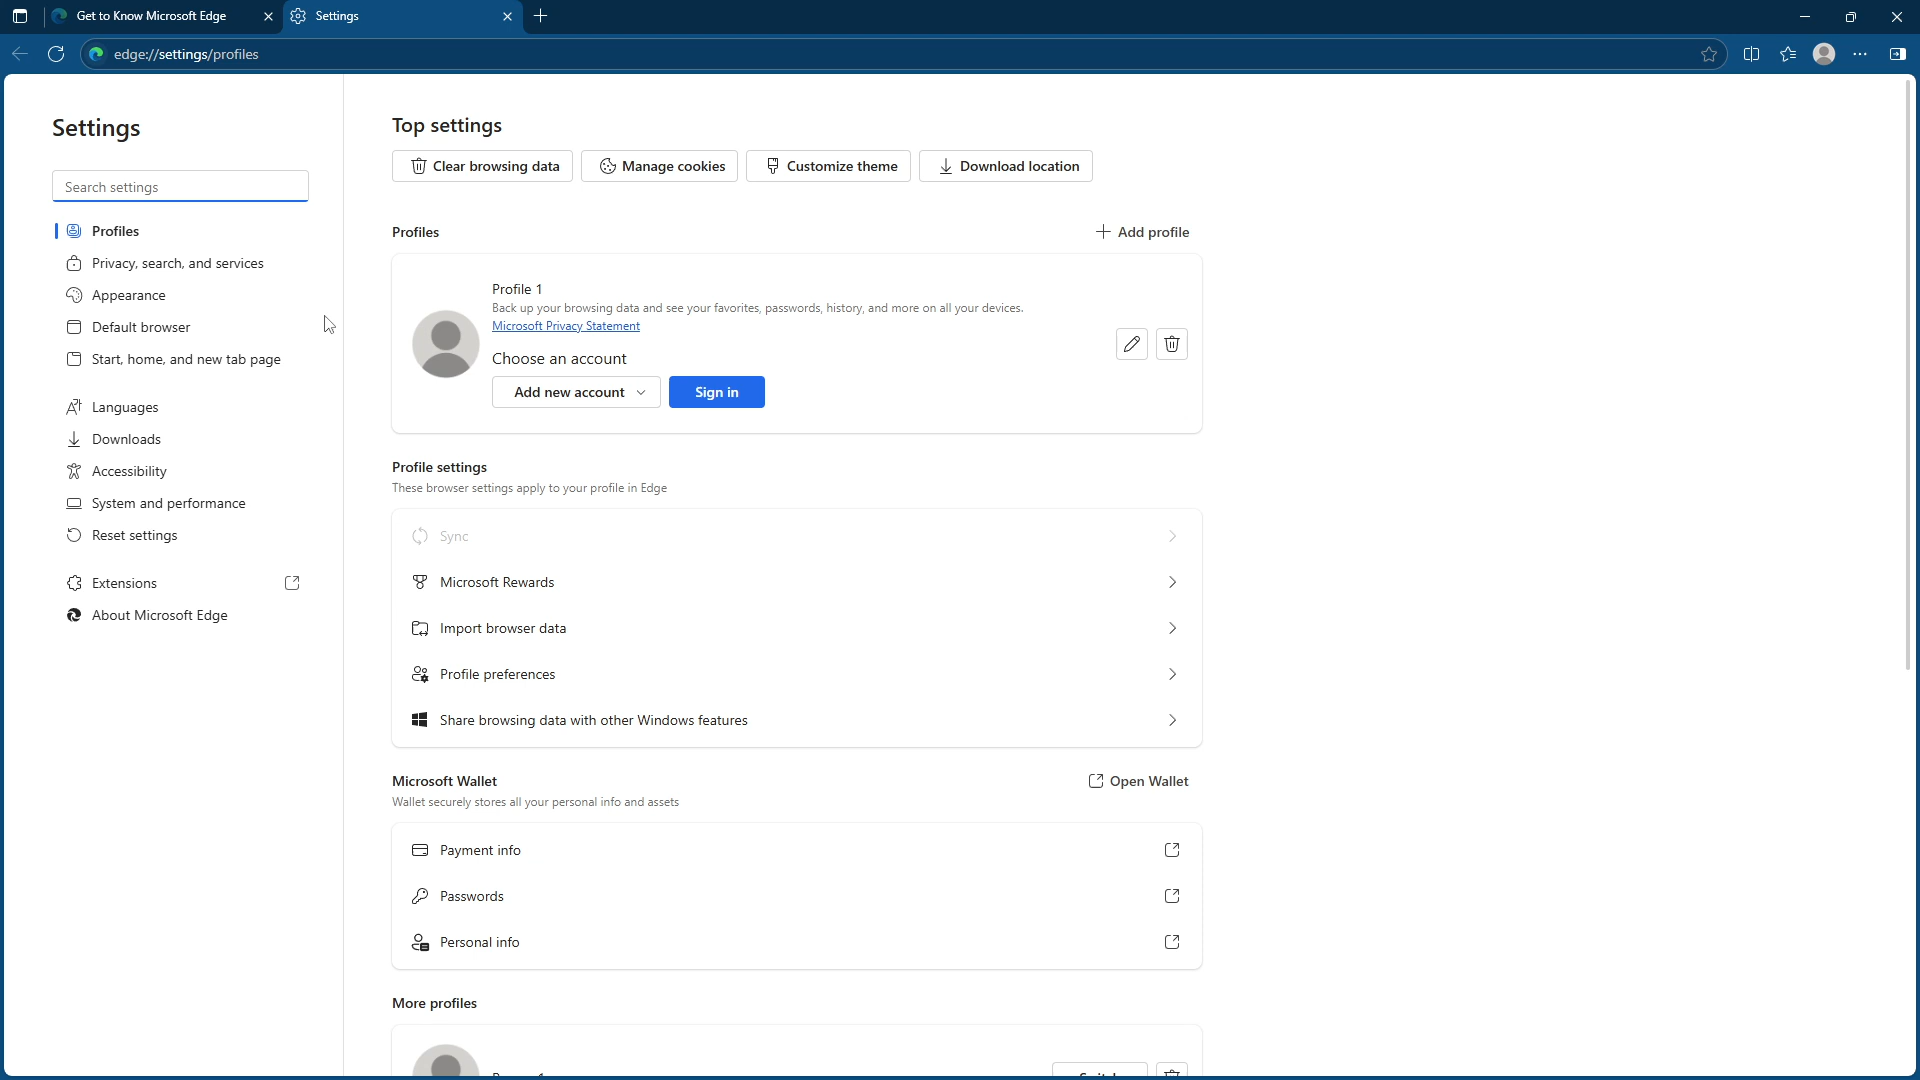 Get to Know Microsoft Edge
Settings
edge://settings/profiles
Settings
Search settings
Profiles
Privacy, search, and services
Appearance
Default browser
Start, home, and new tab page
Languages
Downloads
Accessibility
System and performance
Reset settings
Extensions
About Microsoft Edge
Top settings
Clear browsing data
Manage cookies
Customize theme
Download location
Profiles
Add profile
Profile 1
Back up your browsing data and see your favorites, passwords, history, and more on all your devices.
Microsoft Privacy Statement
Choose an account
Add new account
Sign in
Profile settings
These browser settings apply to your profile in Edge
Sync
Microsoft Rewards
Import browser data
Profile preferences
Share browsing data with other Windows features
Microsoft Wallet
Open Wallet
Wallet securely stores all your personal info and assets
Payment info
Passwords
Personal info
More profiles